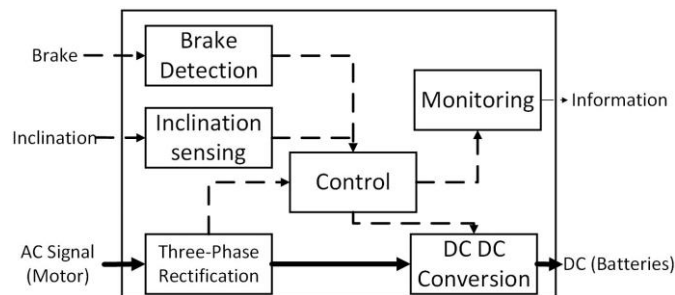 Brake
Brake
Detection
Monitoring
Information
Inclination
Inclination
sensing
Control
AC Signal
(Motor)
Three-Phase
Rectification
DC DC
Conversion
DC (Batteries)